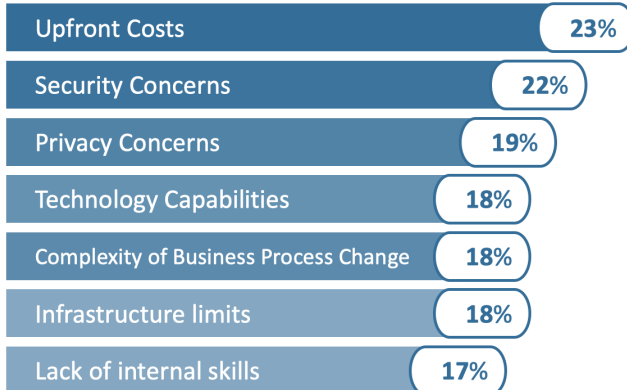 Upfront Costs 23%
Security Concerns 22%
Privacy Concerns 19%
Technology Capabilities 18%
Complexity of Business Process Change 18%
Infrastructure limits 18%
Lack of internal skills 17%